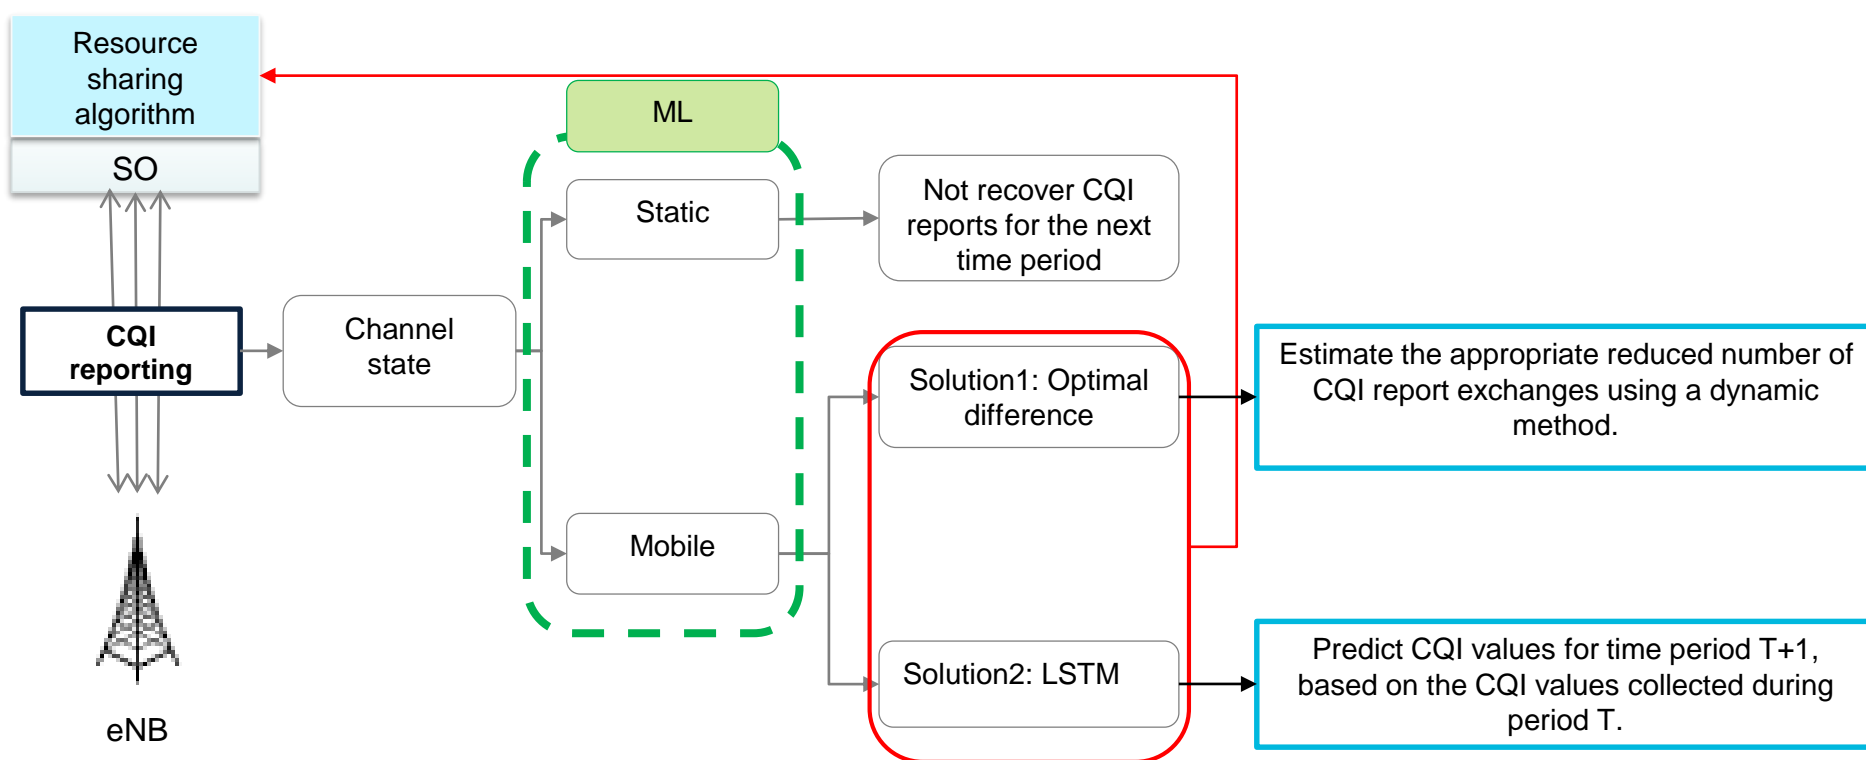 Resource
sharing
algorithm
SO
CQI
reporting
eNB
Channel
state
ML
Static
Mobile
Not recover CQI
reports for the next
time period
Solution1: Optimal
difference
Solution2: LSTM
Estimate the appropriate reduced number of
CQI report exchanges using a dynamic
method.
Predict CQI values for time period T+1,
based on the CQI values collected during
period T.